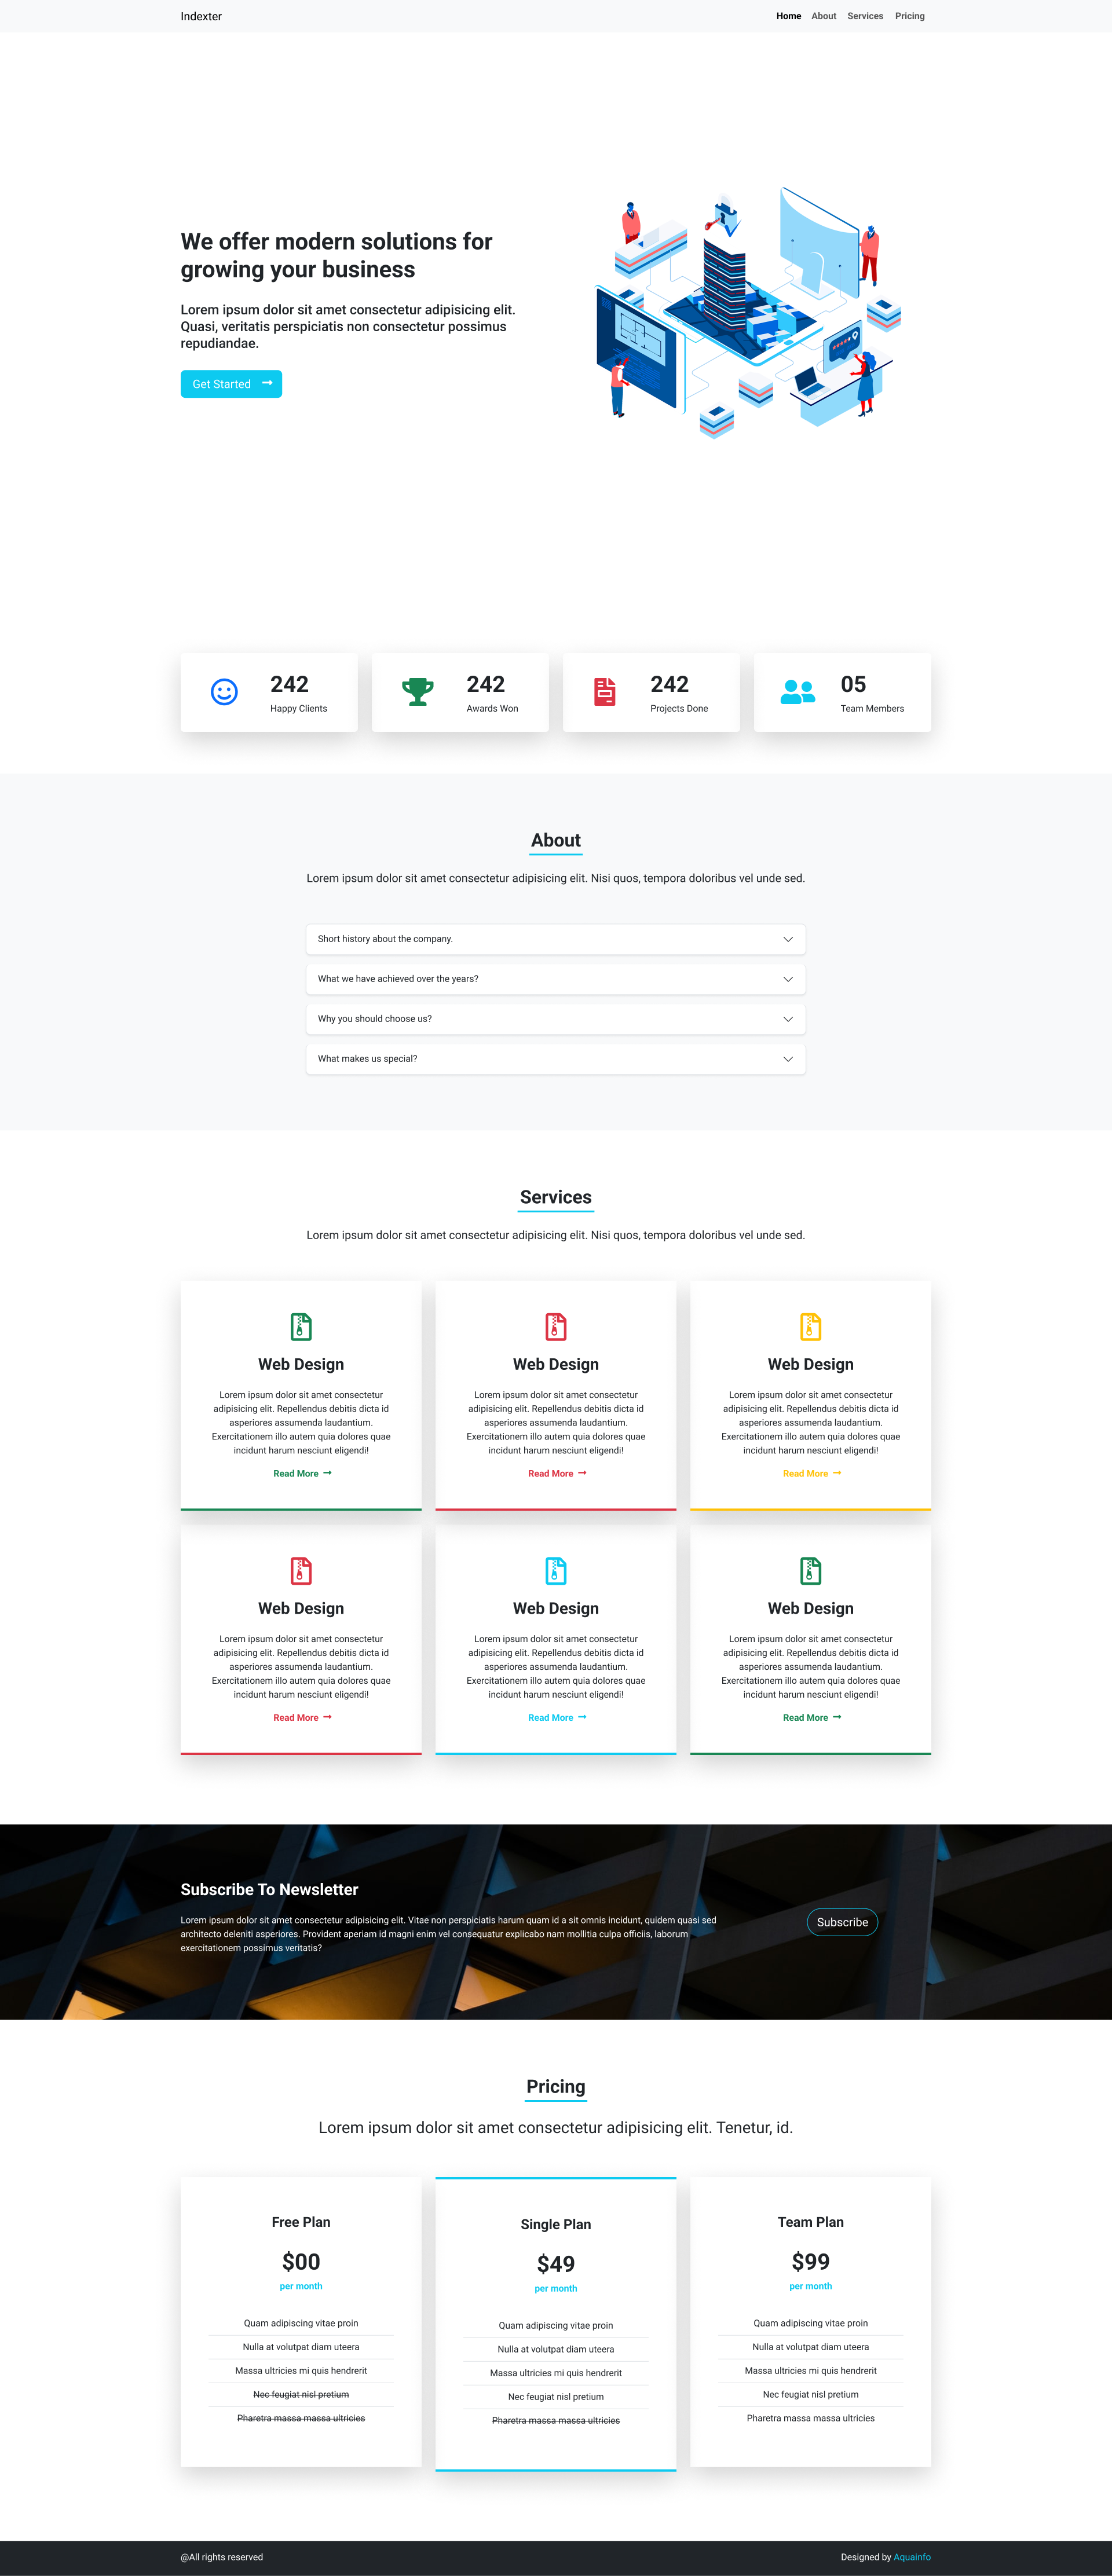 Indexter
Home About Services Pricing
We offer modern solutions for
growing your business
Lorem ipsum dolor sit amet consectetur adipisicing elit.
Quasi, veritatis perspiciatis non consectetur possimus
repudiandae.
Get Started
242
Happy Clients
242
Awards Won
242
Projects Done
05
Team Members
About
Lorem ipsum dolor sit amet consectetur adipisicing elit. Nisi quos, tempora doloribus vel unde sed.
Short history about the company.
What we have achieved over the years?
Why you should choose us?
What makes us special?
Services
Lorem ipsum dolor sit amet consectetur adipisicing elit. Nisi quos, tempora doloribus vel unde sed.
Web Design
Lorem ipsum dolor sit amet consectetur
adipisicing elit. Repellendus debitis dicta id
asperiores assumenda laudantium.
Exercitationem illo autem quia dolores quae
incidunt harum nesciunt eligendi!
Read More
Web Design
Lorem ipsum dolor sit amet consectetur
adipisicing elit. Repellendus debitis dicta id
asperiores assumenda laudantium.
Exercitationem illo autem quia dolores quae
incidunt harum nesciunt eligendi!
Read More
Web Design
Lorem ipsum dolor sit amet consectetur
adipisicing elit. Repellendus debitis dicta id
asperiores assumenda laudantium.
Exercitationem illo autem quia dolores quae
incidunt harum nesciunt eligendi!
Read More
Web Design
Lorem ipsum dolor sit amet consectetur
adipisicing elit. Repellendus debitis dicta id
asperiores assumenda laudantium.
Exercitationem illo autem quia dolores quae
incidunt harum nesciunt eligendi!
Read More
Web Design
Lorem ipsum dolor sit amet consectetur
adipisicing elit. Repellendus debitis dicta id
asperiores assumenda laudantium.
Exercitationem illo autem quia dolores quae
incidunt harum nesciunt eligendi!
Read More
Web Design
Lorem ipsum dolor sit amet consectetur
adipisicing elit. Repellendus debitis dicta id
asperiores assumenda laudantium.
Exercitationem illo autem quia dolores quae
incidunt harum nesciunt eligendi!
Read More
Subscribe To Newsletter
Lorem ipsum dolor sit amet consectetur adipisicing elit. Vitae non perspiciatis harum quam id a sit omnis incidunt, quidem quasi sed
architecto deleniti asperiores. Provident aperiam id magni enim vel consequatur explicabo nam mollitia culpa officiis, laborum
exercitationem possimus veritatis?
Subscribe
Pricing
Lorem ipsum dolor sit amet consectetur adipisicing elit. Tenetur, id.
Free Plan
$00
per month
Quam adipiscing vitae proin
Nulla at volutpat diam uteera
Massa ultricies mi quis hendrerit
Nec feugiat nisl pretium
Pharetra massa massa ultricies
Single Plan
$49
per month
Quam adipiscing vitae proin
Nulla at volutpat diam uteera
Massa ultricies mi quis hendrerit
Nec feugiat nisl pretium
Pharetra massa massa ultricies
Team Plan
$99
per month
Quam adipiscing vitae proin
Nulla at volutpat diam uteera
Massa ultricies mi quis hendrerit
Nec feugiat nisl pretium
Pharetra massa massa ultricies
@All rights reserved
Designed by Aquainfo